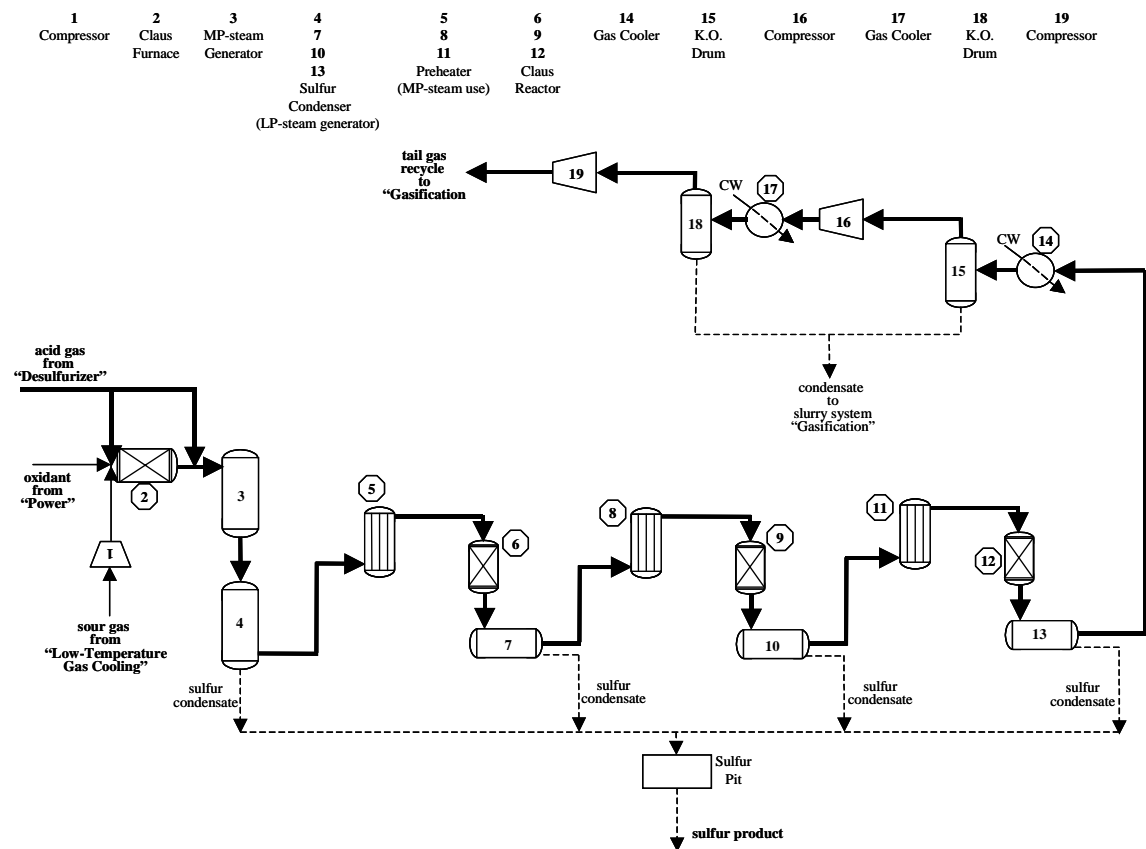 1 2 3 4 5 6 14 15 16 17 18 19
Compressor Claus MP-steam 7 8 9 Gas Cooler K.O. Compressor Gas Cooler K.O. Compressor
Furnace Generator 10 11 12 Drum Drum
13 Preheater Claus
Sulfur (MP-steam use) Reactor
Condenser
(LP-steam generator)
tail gas
recycle
to
“Gasification
19
CW
17
18
16
CW
14
15
acid gas
from
“Desulfurizer”
oxidant
from
“Power”
2
3
1
sour gas
from
“Low-Temperature
Gas Cooling”
4
condensate
to
slurry system
“Gasification”
5
6
7
8
9
10
11
12
13
sulfur
condensate
sulfur
condensate
sulfur
condensate
sulfur
condensate
Sulfur
Pit
sulfur product